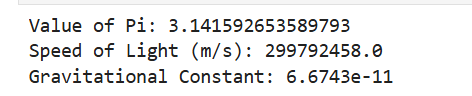 Value of Pi: 3.141592653589793
Speed of Light (m/s): 299792458.0
Gravitational Constant: 6.6743e-11